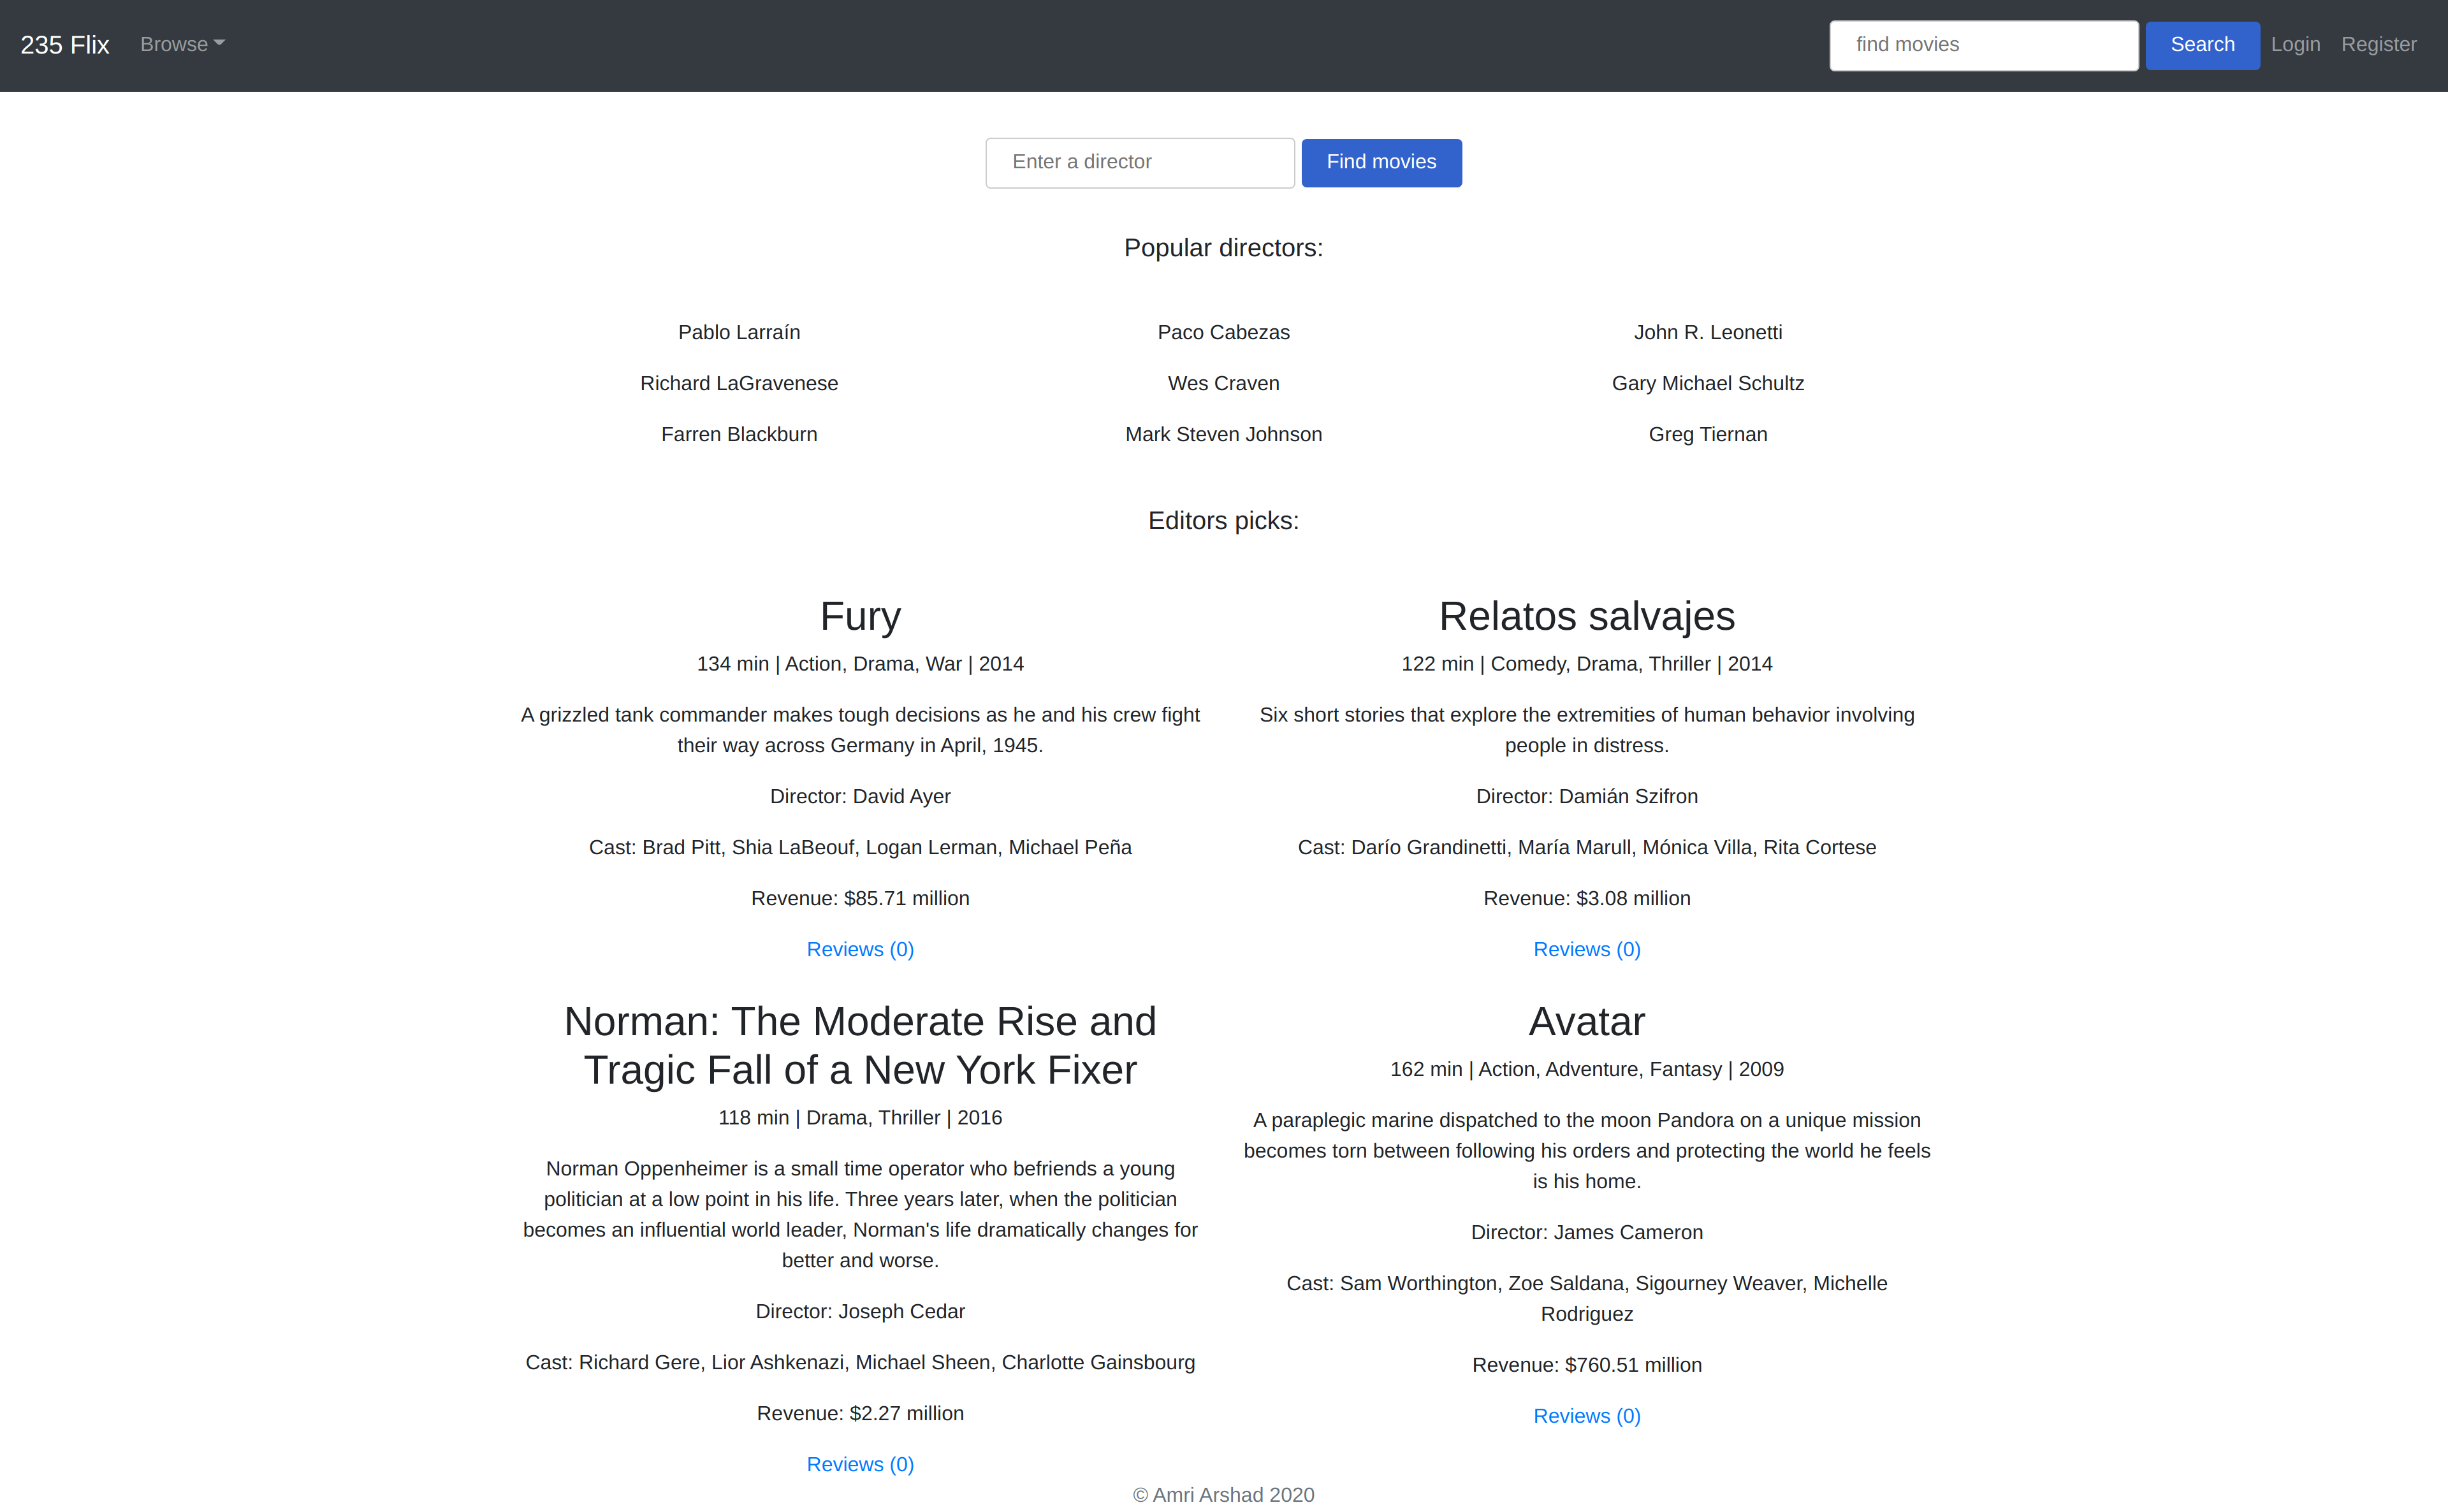 235 Flix Browse find movies Search Login Register
Enter a director Find movies
Popular directors:
Pablo Larraín Paco Cabezas John R. Leonetti
Richard LaGravenese Wes Craven Gary Michael Schultz
Farren Blackburn Mark Steven Johnson Greg Tiernan
Editors picks:
Fury
134 min | Action, Drama, War | 2014
A grizzled tank commander makes tough decisions as he and his crew fight
their way across Germany in April, 1945.
Director: David Ayer
Cast: Brad Pitt, Shia LaBeouf, Logan Lerman, Michael Peña
Revenue: $85.71 million
Reviews (0)
Relatos salvajes
122 min | Comedy, Drama, Thriller | 2014
Six short stories that explore the extremities of human behavior involving
people in distress.
Director: Damián Szifron
Cast: Darío Grandinetti, María Marull, Mónica Villa, Rita Cortese
Revenue: $3.08 million
Reviews (0)
Norman: The Moderate Rise and
Tragic Fall of a New York Fixer
118 min | Drama, Thriller | 2016
Norman Oppenheimer is a small time operator who befriends a young
politician at a low point in his life. Three years later, when the politician
becomes an influential world leader, Norman's life dramatically changes for
better and worse.
Director: Joseph Cedar
Cast: Richard Gere, Lior Ashkenazi, Michael Sheen, Charlotte Gainsbourg
Revenue: $2.27 million
Reviews (0)
Avatar
162 min | Action, Adventure, Fantasy | 2009
A paraplegic marine dispatched to the moon Pandora on a unique mission
becomes torn between following his orders and protecting the world he feels
is his home.
Director: James Cameron
Cast: Sam Worthington, Zoe Saldana, Sigourney Weaver, Michelle
Rodriguez
Revenue: $760.51 million
Reviews (0)
© Amri Arshad 2020